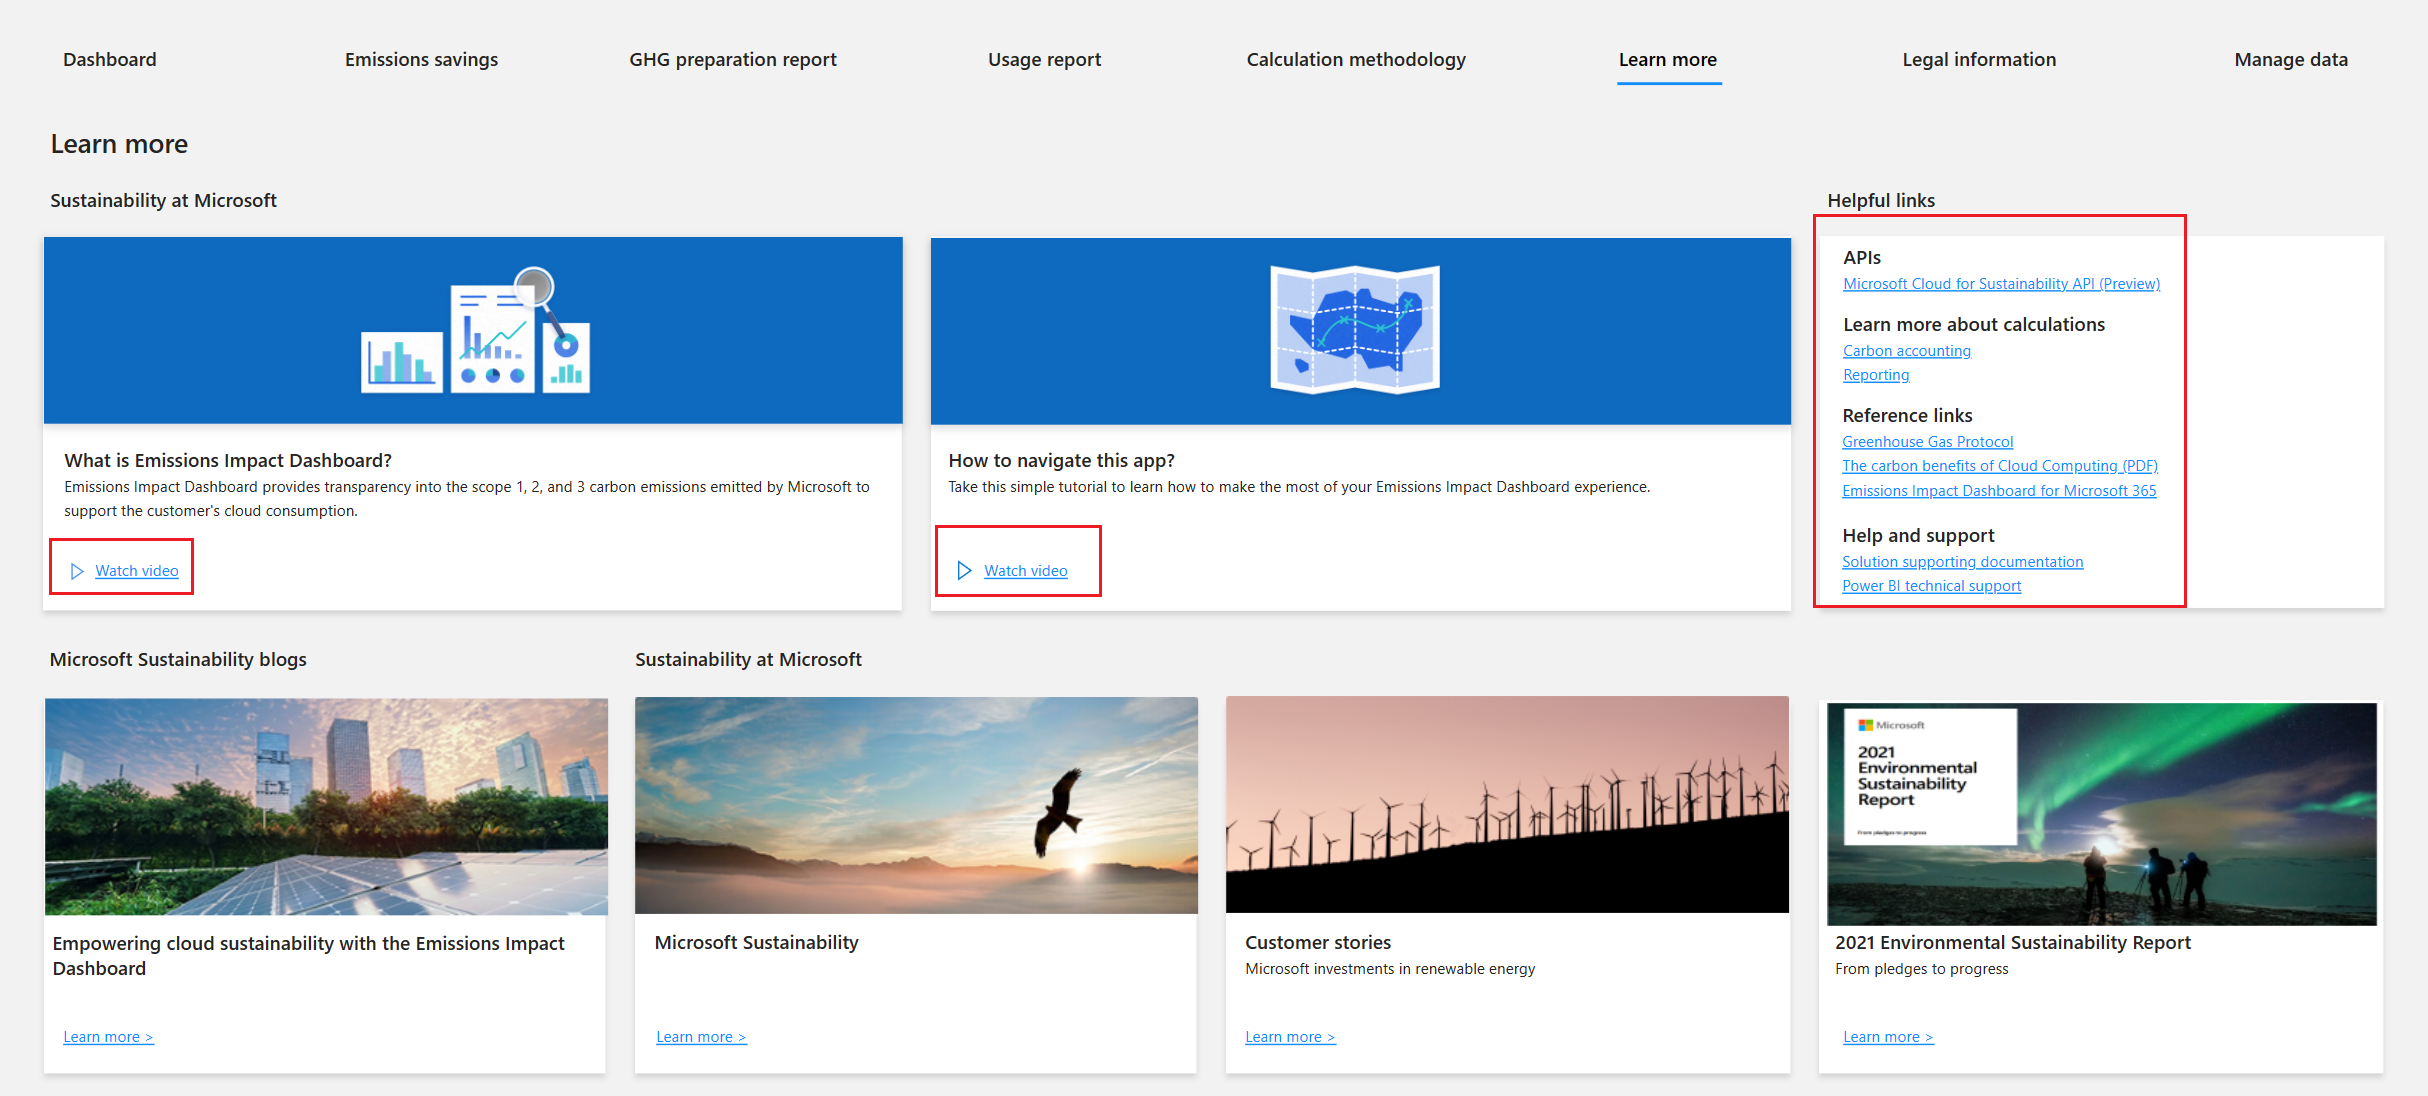 Dashboard
Emissions savings
GHG preparation report
Usage report
Calculation methodology
Learn more
Legal information
Manage data
Learn more
Sustainability at Microsoft
What is Emissions Impact Dashboard?
Emissions Impact Dashboard provides transparency into the scope 1, 2, and 3 carbon emissions emitted by Microsoft to
support the customer's cloud consumption.
Watch video
How to navigate this app?
Take this simple tutorial to learn how to make the most of your Emissions Impact Dashboard experience.
Watch video
Helpful links
APIs
Microsoft Cloud for Sustainability API (Preview)
Learn more about calculations
Carbon accounting
Reporting
Reference links
Greenhouse Gas Protocol
The carbon benefits of Cloud Computing (PDF)
Emissions Impact Dashboard for Microsoft 365
Help and support
Solution supporting documentation
Power BI technical support
Microsoft Sustainability blogs
Empowering cloud sustainability with the Emissions Impact
Dashboard
Learn more >
Sustainability at Microsoft
Microsoft Sustainability
Learn more >
Customer stories
Microsoft investments in renewable energy
Learn more >
Microsoft
2021
Environmental
Sustainability
Report
From pledges to progress
2021 Environmental Sustainability Report
From pledges to progress
Learn more >